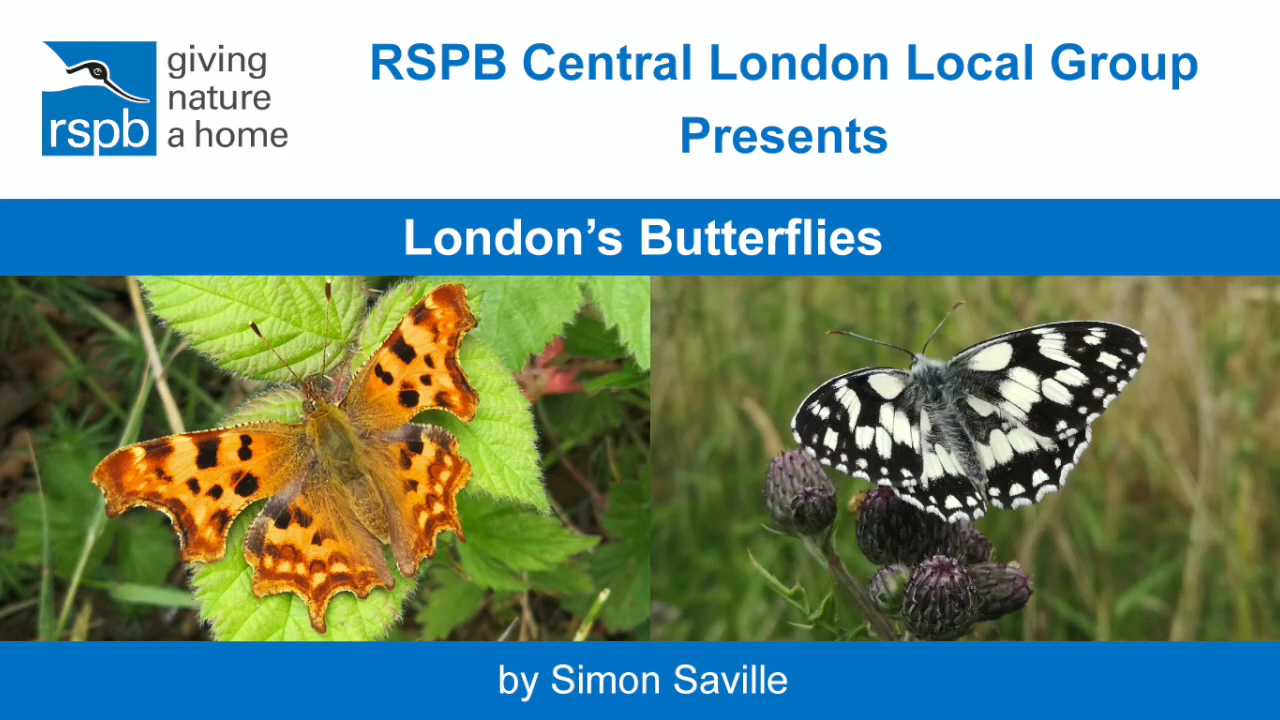 rspb
giving
nature
a home
RSPB Central London Local Group
Presents
London’s Butterflies
by Simon Saville